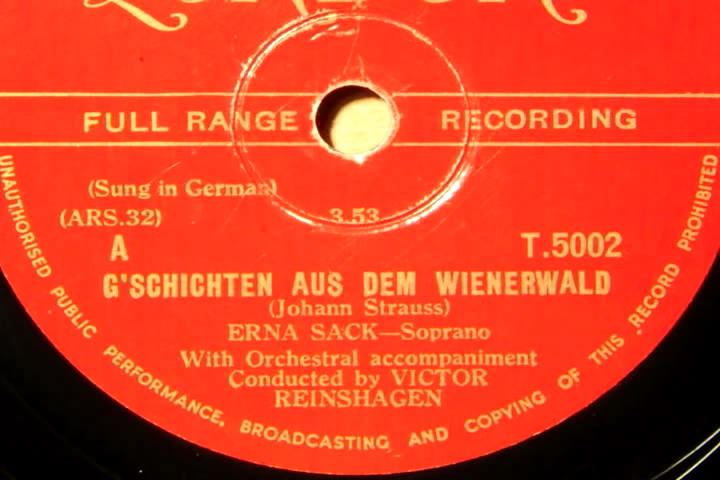 LONDON
FULL RANGE RECORDING
(Sung in German)
(ARS.32) 3.53
A T.5002
G'SCHICHTEN AUS DEM WIENERWALD
(Johann Strauss)
ERNA SACK—Soprano
With Orchestral accompaniment
Conducted by VICTOR
REINSHAGEN
UNAUTHORISED PUBLIC PERFORMANCE, BROADCASTING AND COPYING OF THIS RECORD PROHIBITED